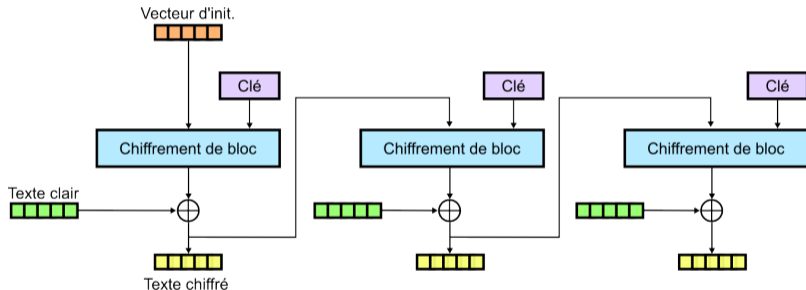 Vecteur d'init.
Clé
Clé
Clé
Chiffrement de bloc
Chiffrement de bloc
Chiffrement de bloc
Texte clair
Texte chiffré